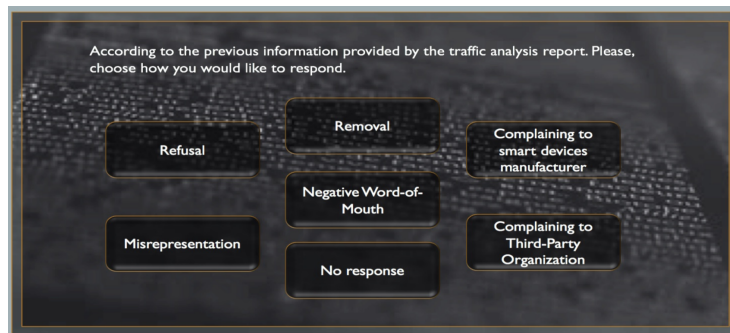 According to the previous information provided by the traffic analysis report. Please,
choose how you would like to respond.
Refusal
Removal
Complaining to
smart devices
manufacturer
Negative Word-of-
Mouth
Misrepresentation
No response
Complaining to
Third-Party
Organization